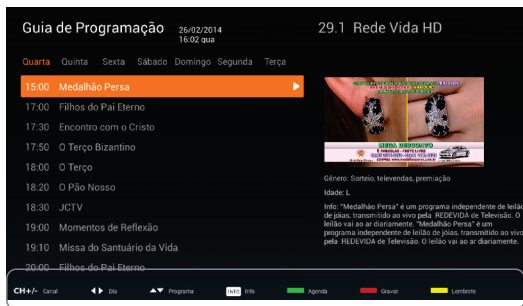 Guia de Programação
26/02/2014
16:02 qua
29.1 Rede Vida HD
Quarta Quinta Sexta Sábado Domingo Segunda Terça
15:00 Medalhão Persa
17:00 Filhos do Pai Eterno
17:30 Encontro com o Cristo
17:50 O Terço Bizantino
18:00 O Terço
18:20 O Pão Nosso
18:30 JCTV
19:00 Momentos de Reflexão
19:10 Missa do Santuário da Vida
20:00 Filhos do Pai Eterno
MEGA DESCONTO
Gênero: Sorteio, televendas, premiação
Idade: L
Info: "Medalhão Persa" é um programa independente de leilão
de jóias, transmitido ao vivo pela REDEVIDA de Televisão. O
leilão vai ao ar diariamente. "Medalhão Persa" é um
programa independente de leilão de jóias, transmitido ao vivo
pela REDEVIDA de Televisão. O leilão vai ao ar diariamente.
CH+/- Canal Dia Programa INFO Info Agenda Gravar Lembrete